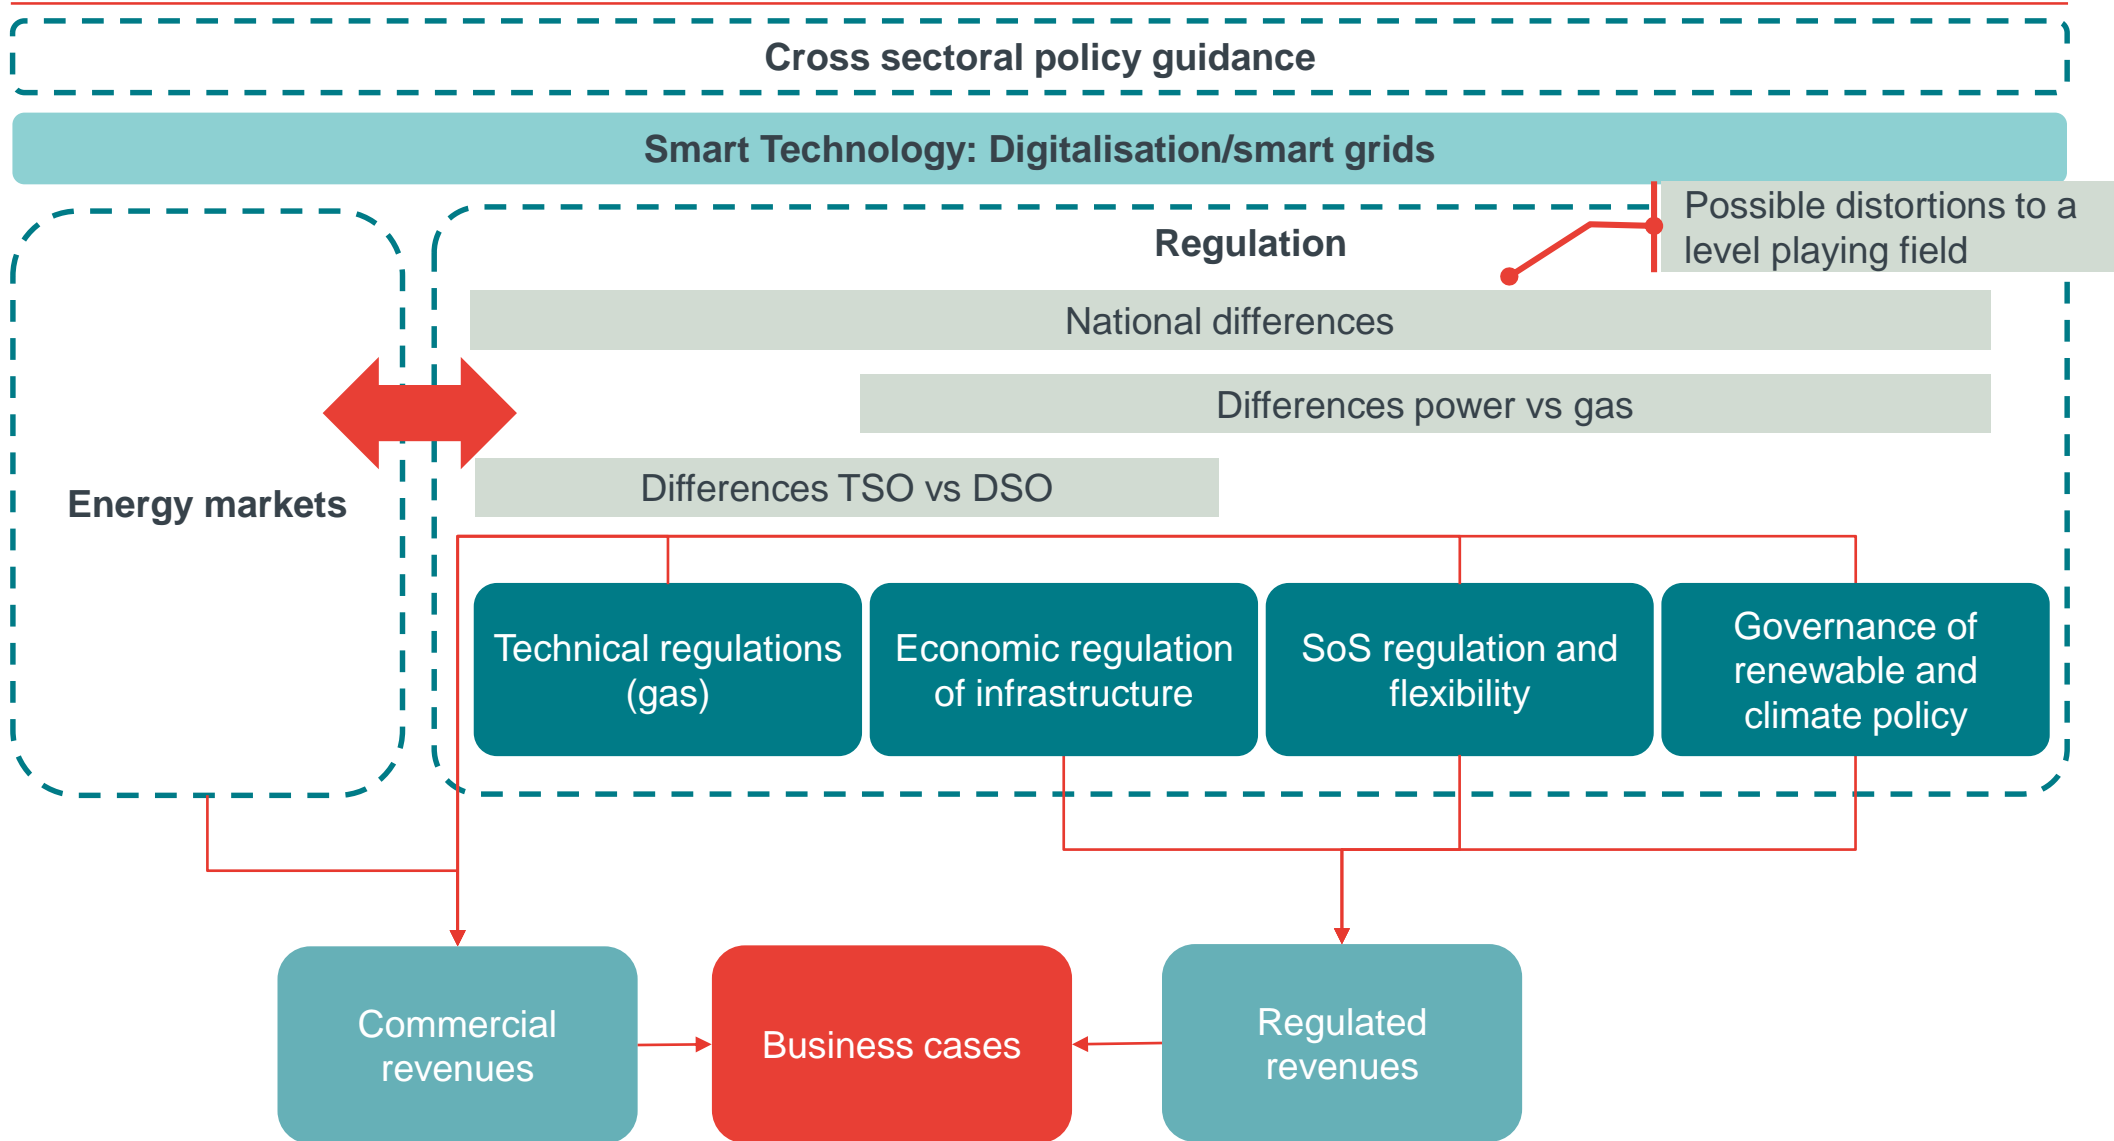 Cross sectoral policy guidance
Smart Technology: Digitalisation/smart grids
Possible distortions to a
level playing field
Regulation
National differences
Differences power vs gas
Differences TSO vs DSO
Energy markets
Technical regulations
(gas)
Economic regulation
of infrastructure
SoS regulation and
flexibility
Governance of
renewable and
climate policy
Commercial
revenues
Business cases
Regulated
revenues